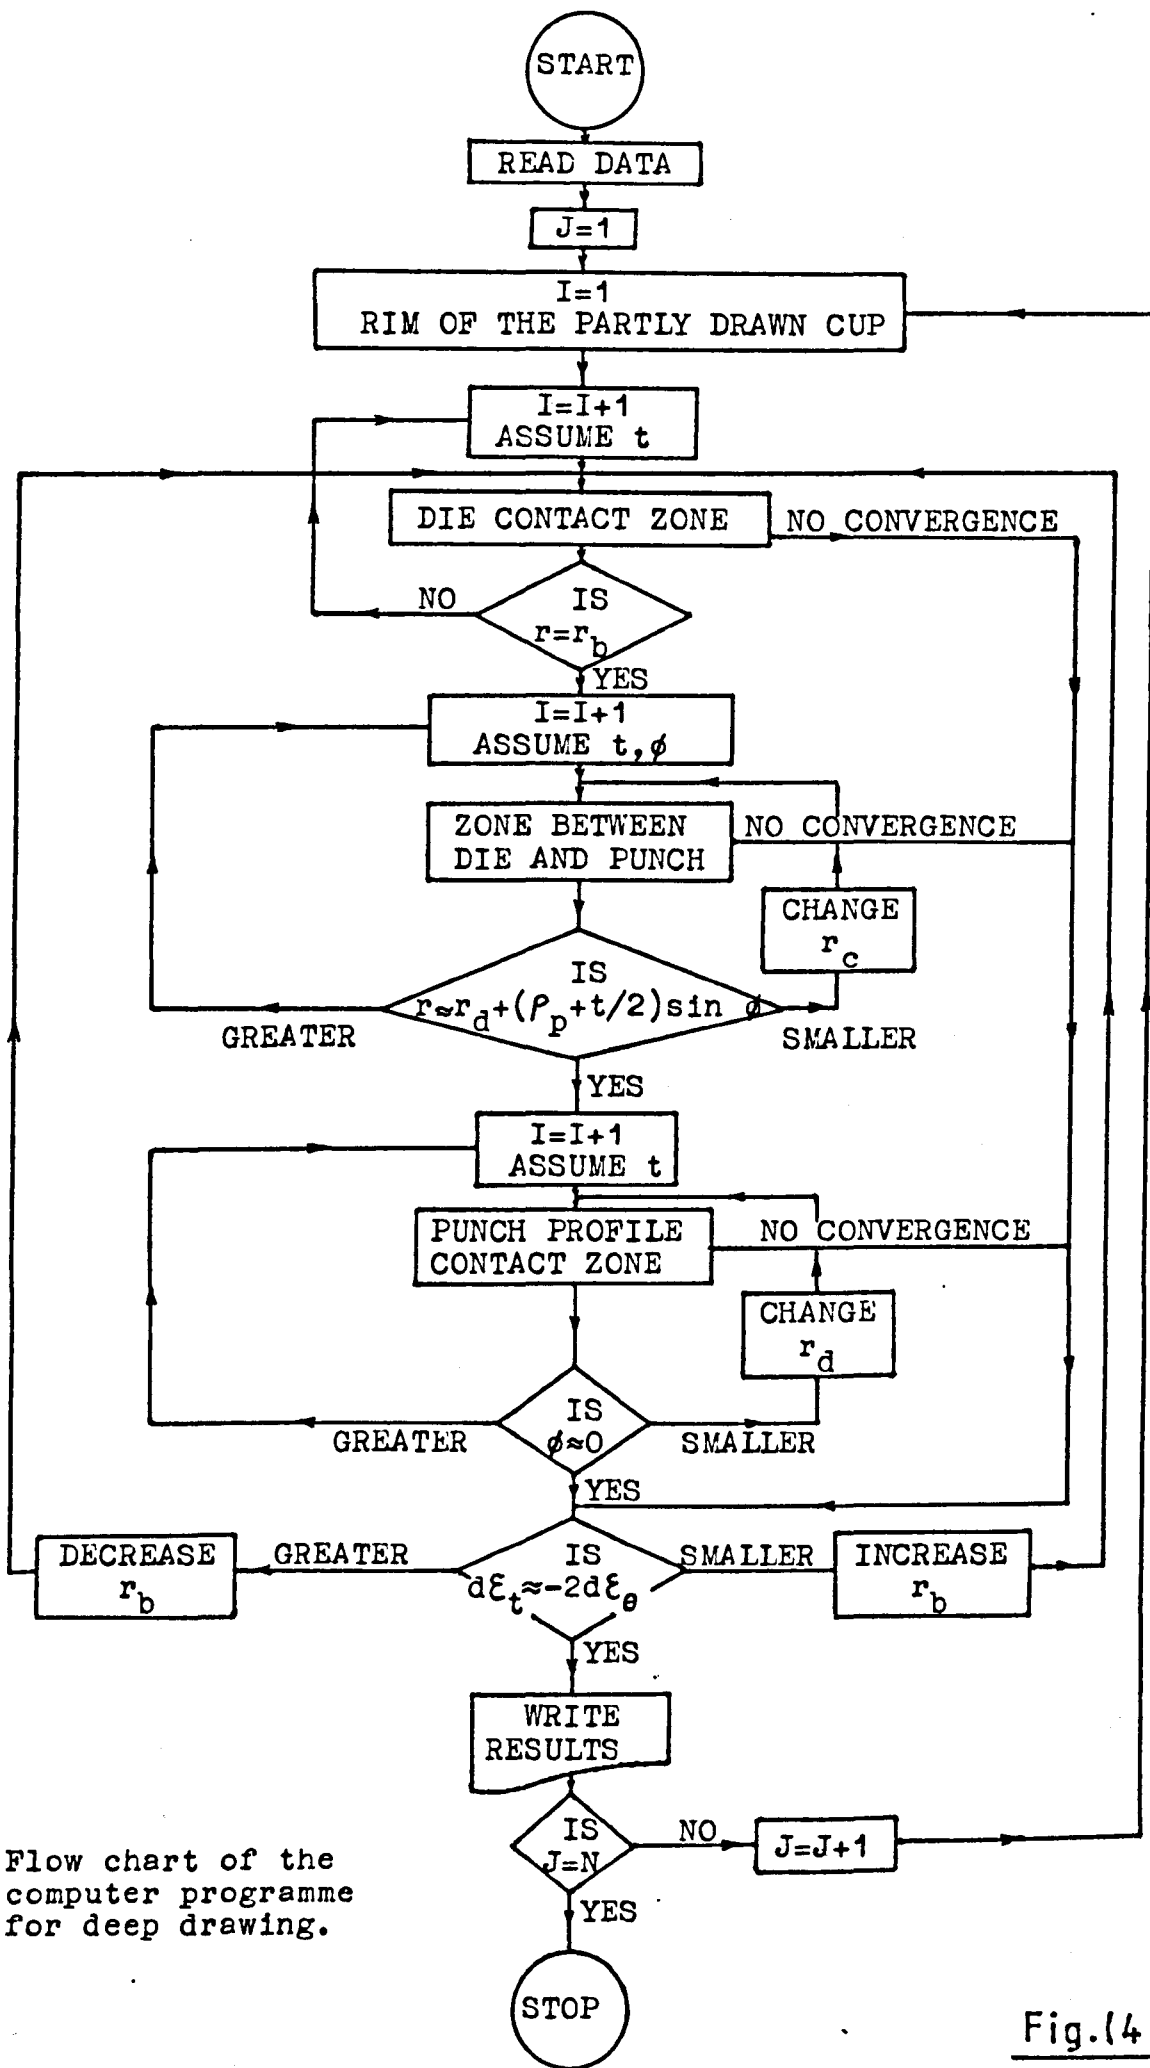 START
READ DATA
J=1
I=1
RIM OF THE PARTLY DRAWN CUP
I=I+1
ASSUME t
DIE CONTACT ZONE
NO CONVERGENCE
IS
r=r_b
NO
YES
I=I+1
ASSUME t,ϕ
ZONE BETWEEN
DIE AND PUNCH
NO CONVERGENCE
CHANGE
r_c
IS
r≈r_d+(ρ_p+t/2)sin ϕ
GREATER
SMALLER
YES
I=I+1
ASSUME t
PUNCH PROFILE
CONTACT ZONE
NO CONVERGENCE
CHANGE
r_d
IS
ϕ≈0
GREATER
SMALLER
YES
DECREASE
r_b
GREATER
IS
dε_t≈-2dε_θ
SMALLER
INCREASE
r_b
YES
WRITE
RESULTS
IS
J=N
NO
J=J+1
YES
STOP
Flow chart of the
computer programme
for deep drawing.
Fig.(4